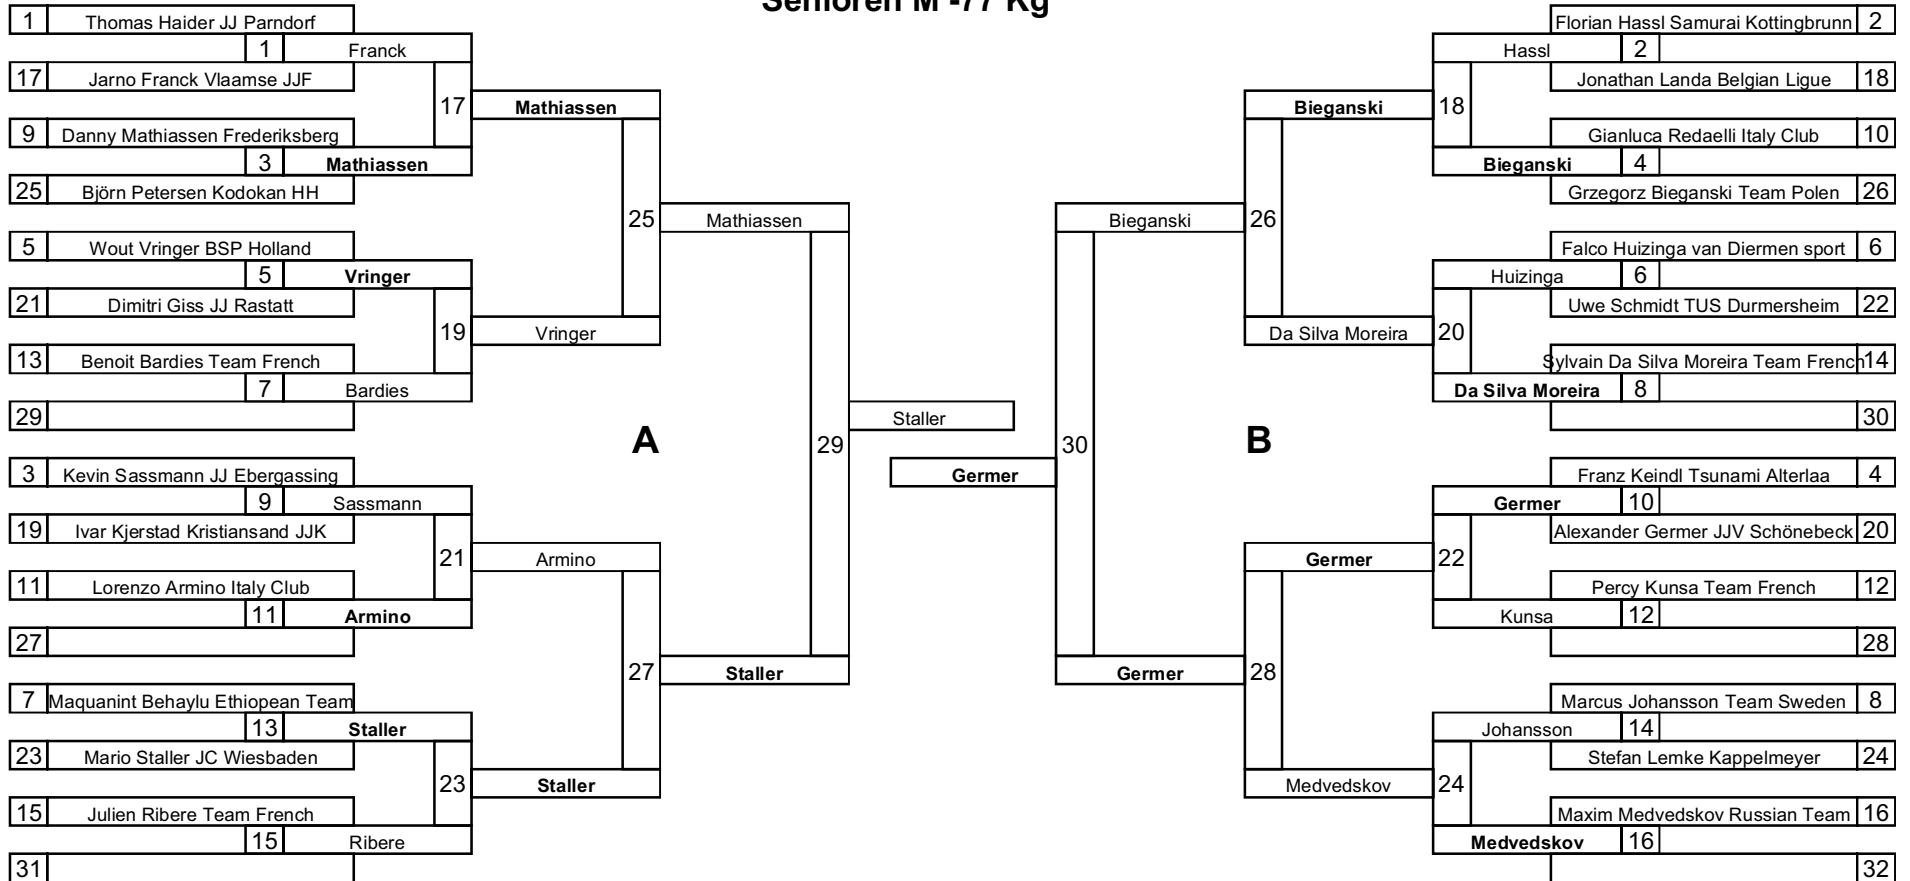 Senioren M -77 Kg
1 Thomas Haider JJ Parndorf
1 Franck
17 Jarno Franck Vlaamse JJF
17 Mathiassen
9 Danny Mathiassen Frederiksberg
3 Mathiassen
25 Björn Petersen Kodokan HH
25 Mathiassen
5 Wout Vringer BSP Holland
5 Vringer
21 Dimitri Giss JJ Rastatt
19 Vringer
13 Benoit Bardies Team French
7 Bardies
29
A
29 Staller
3 Kevin Sassmann JJ Ebergassing
9 Sassmann
19 Ivar Kjerstad Kristiansand JJK
21 Armino
11 Lorenzo Armino Italy Club
11 Armino
27
27 Staller
7 Maquanint Behaylu Ethiopean Team
13 Staller
23 Mario Staller JC Wiesbaden
23 Staller
15 Julien Ribere Team French
15 Ribere
31
Florian Hassl Samurai Kottingbrunn 2
Hassl 2
Jonathan Landa Belgian Ligue 18
Bieganski 18
Gianluca Redaelli Italy Club 10
Bieganski 4
Grzegorz Bieganski Team Polen 26
Bieganski 26
Falco Huizinga van Diermen sport 6
Huizinga 6
Uwe Schmidt TUS Durmersheim 22
Da Silva Moreira 20
Sylvain Da Silva Moreira Team French 14
Da Silva Moreira 8
30
B
Germer 30
Franz Keindl Tsunami Alterlaa 4
Germer 10
Alexander Germer JJV Schönebeck 20
Germer 22
Percy Kunsa Team French 12
Kunsa 12
28
Germer 28
Marcus Johansson Team Sweden 8
Johansson 14
Stefan Lemke Kappelmeyer 24
Medvedskov 24
Maxim Medvedskov Russian Team 16
Medvedskov 16
32